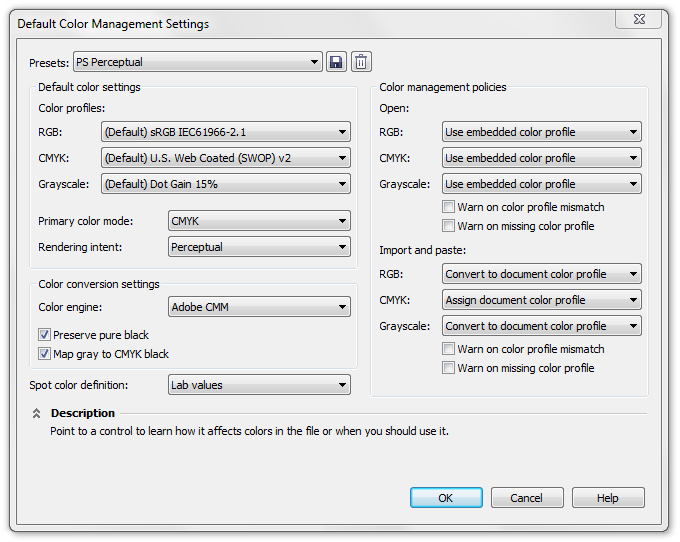 Default Color Management Settings
Presets: PS Perceptual
Default color settings
Color profiles:
RGB: (Default) sRGB IEC61966-2.1
CMYK: (Default) U.S. Web Coated (SWOP) v2
Grayscale: (Default) Dot Gain 15%
Primary color mode: CMYK
Rendering intent: Perceptual
Color conversion settings
Color engine: Adobe CMM
Preserve pure black
Map gray to CMYK black
Spot color definition: Lab values
Color management policies
Open:
RGB: Use embedded color profile
CMYK: Use embedded color profile
Grayscale: Use embedded color profile
Warn on color profile mismatch
Warn on missing color profile
Import and paste:
RGB: Convert to document color profile
CMYK: Assign document color profile
Grayscale: Convert to document color profile
Warn on color profile mismatch
Warn on missing color profile
Description
Point to a control to learn how it affects colors in the file or when you should use it.
OK Cancel Help